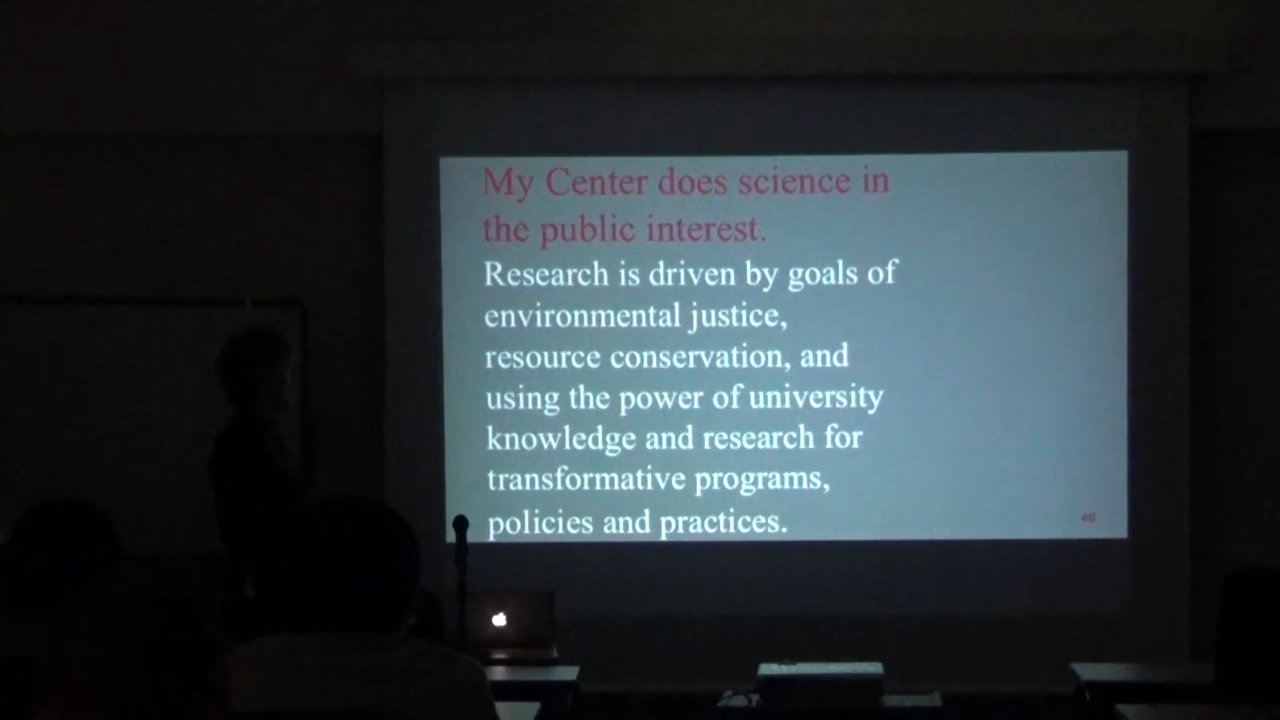 My Center does science in
the public interest.
Research is driven by goals of
environmental justice,
resource conservation, and
using the power of university
knowledge and research for
transformative programs,
policies and practices.
46